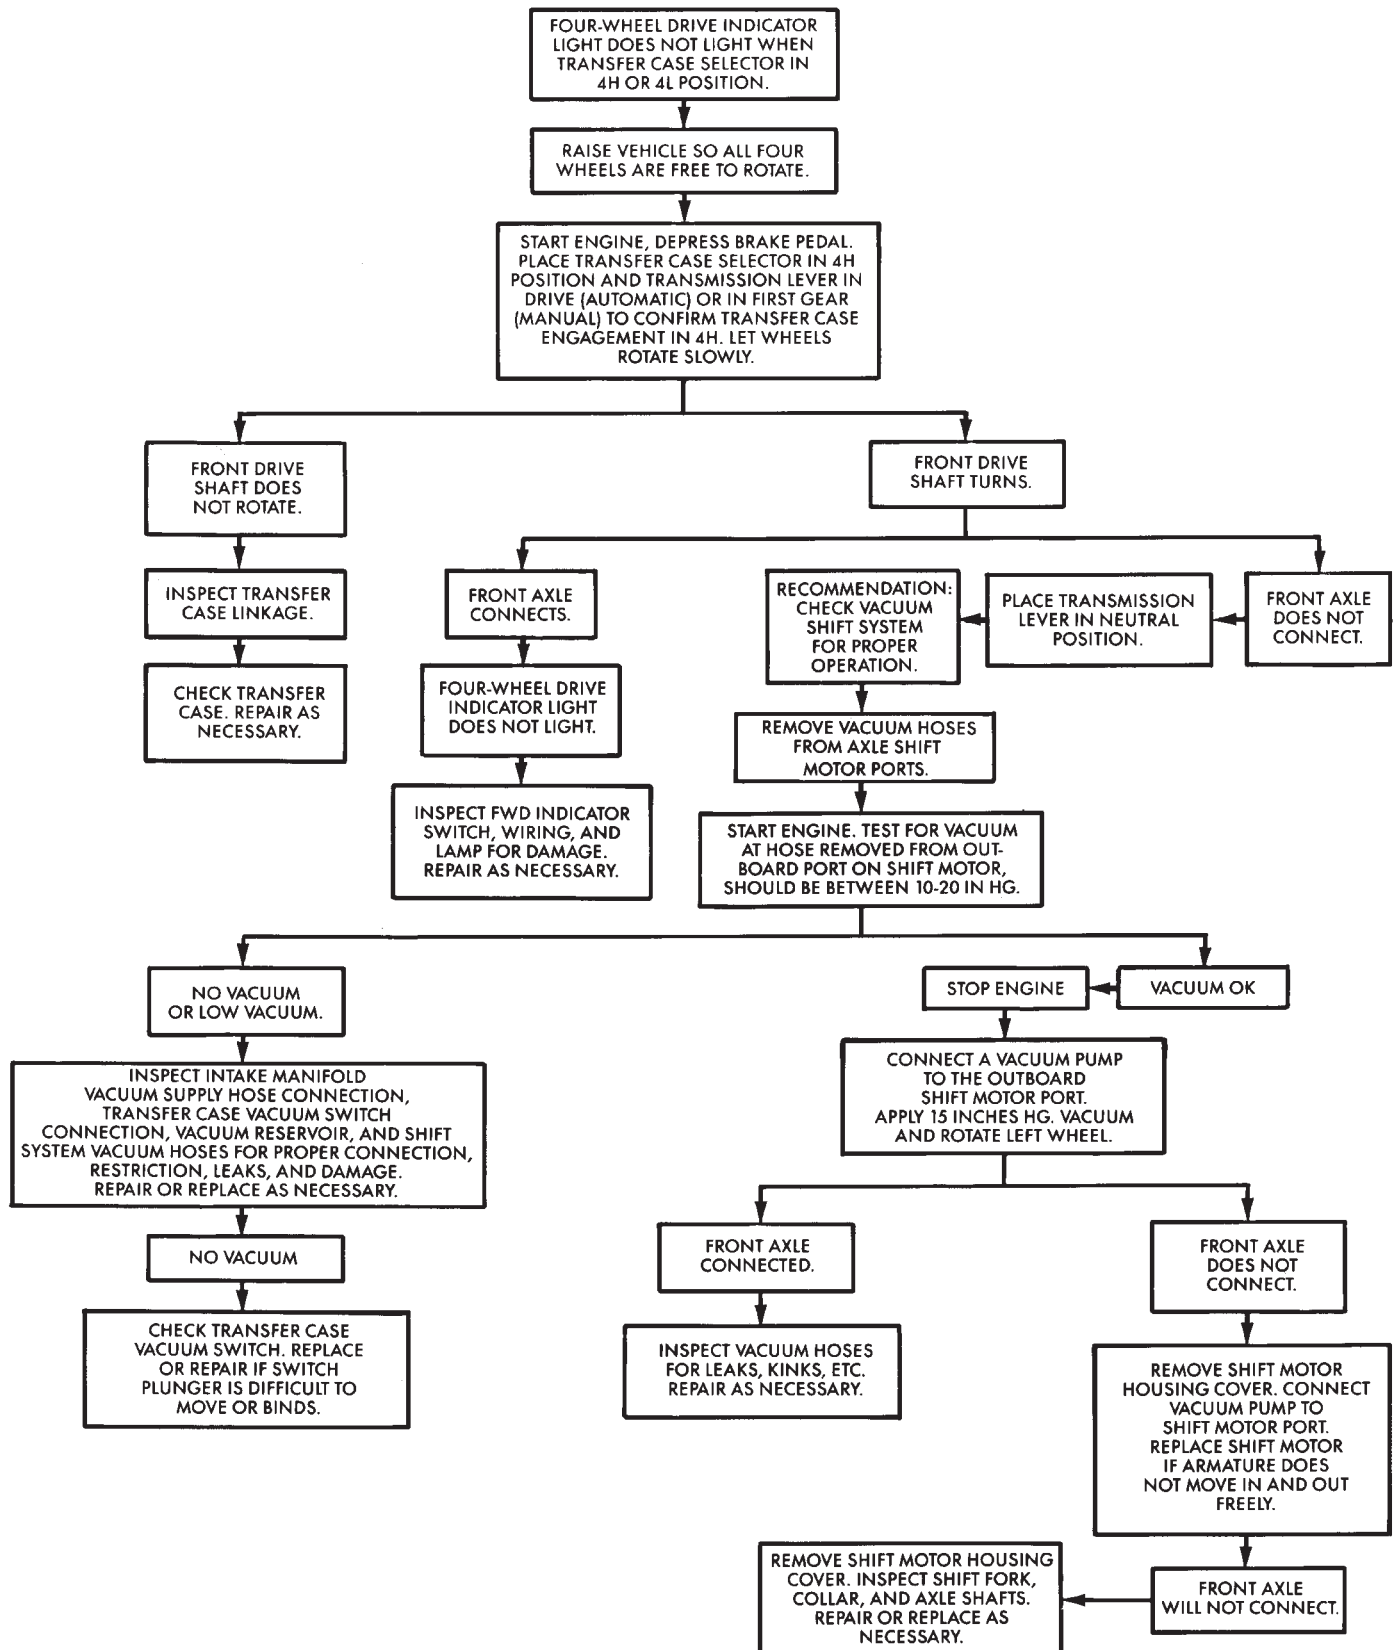 FOUR-WHEEL DRIVE INDICATOR
LIGHT DOES NOT LIGHT WHEN
TRANSFER CASE SELECTOR IN
4H OR 4L POSITION.
RAISE VEHICLE SO ALL FOUR
WHEELS ARE FREE TO ROTATE.
START ENGINE, DEPRESS BRAKE PEDAL.
PLACE TRANSFER CASE SELECTOR IN 4H
POSITION AND TRANSMISSION LEVER IN
DRIVE (AUTOMATIC) OR IN FIRST GEAR
(MANUAL) TO CONFIRM TRANSFER CASE
ENGAGEMENT IN 4H. LET WHEELS
ROTATE SLOWLY.
FRONT DRIVE
SHAFT DOES
NOT ROTATE.
INSPECT TRANSFER
CASE LINKAGE.
CHECK TRANSFER
CASE. REPAIR AS
NECESSARY.
FRONT DRIVE
SHAFT TURNS.
FRONT AXLE
CONNECTS.
FOUR-WHEEL DRIVE
INDICATOR LIGHT
DOES NOT LIGHT.
INSPECT FWD INDICATOR
SWITCH, WIRING, AND
LAMP FOR DAMAGE.
REPAIR AS NECESSARY.
FRONT AXLE
DOES NOT
CONNECT.
PLACE TRANSMISSION
LEVER IN NEUTRAL
POSITION.
RECOMMENDATION:
CHECK VACUUM
SHIFT SYSTEM
FOR PROPER
OPERATION.
REMOVE VACUUM HOSES
FROM AXLE SHIFT
MOTOR PORTS.
START ENGINE. TEST FOR VACUUM
AT HOSE REMOVED FROM OUT-
BOARD PORT ON SHIFT MOTOR,
SHOULD BE BETWEEN 10-20 IN HG.
NO VACUUM
OR LOW VACUUM.
INSPECT INTAKE MANIFOLD
VACUUM SUPPLY HOSE CONNECTION,
TRANSFER CASE VACUUM SWITCH
CONNECTION, VACUUM RESERVOIR, AND SHIFT
SYSTEM VACUUM HOSES FOR PROPER CONNECTION,
RESTRICTION, LEAKS, AND DAMAGE.
REPAIR OR REPLACE AS NECESSARY.
NO VACUUM
CHECK TRANSFER CASE
VACUUM SWITCH. REPLACE
OR REPAIR IF SWITCH
PLUNGER IS DIFFICULT TO
MOVE OR BINDS.
VACUUM OK
STOP ENGINE
CONNECT A VACUUM PUMP
TO THE OUTBOARD
SHIFT MOTOR PORT.
APPLY 15 INCHES HG. VACUUM
AND ROTATE LEFT WHEEL.
FRONT AXLE
CONNECTED.
INSPECT VACUUM HOSES
FOR LEAKS, KINKS, ETC.
REPAIR AS NECESSARY.
FRONT AXLE
DOES NOT
CONNECT.
REMOVE SHIFT MOTOR
HOUSING COVER. CONNECT
VACUUM PUMP TO
SHIFT MOTOR PORT.
REPLACE SHIFT MOTOR
IF ARMATURE DOES
NOT MOVE IN AND OUT
FREELY.
FRONT AXLE
WILL NOT CONNECT.
REMOVE SHIFT MOTOR HOUSING
COVER. INSPECT SHIFT FORK,
COLLAR, AND AXLE SHAFTS.
REPAIR OR REPLACE AS
NECESSARY.